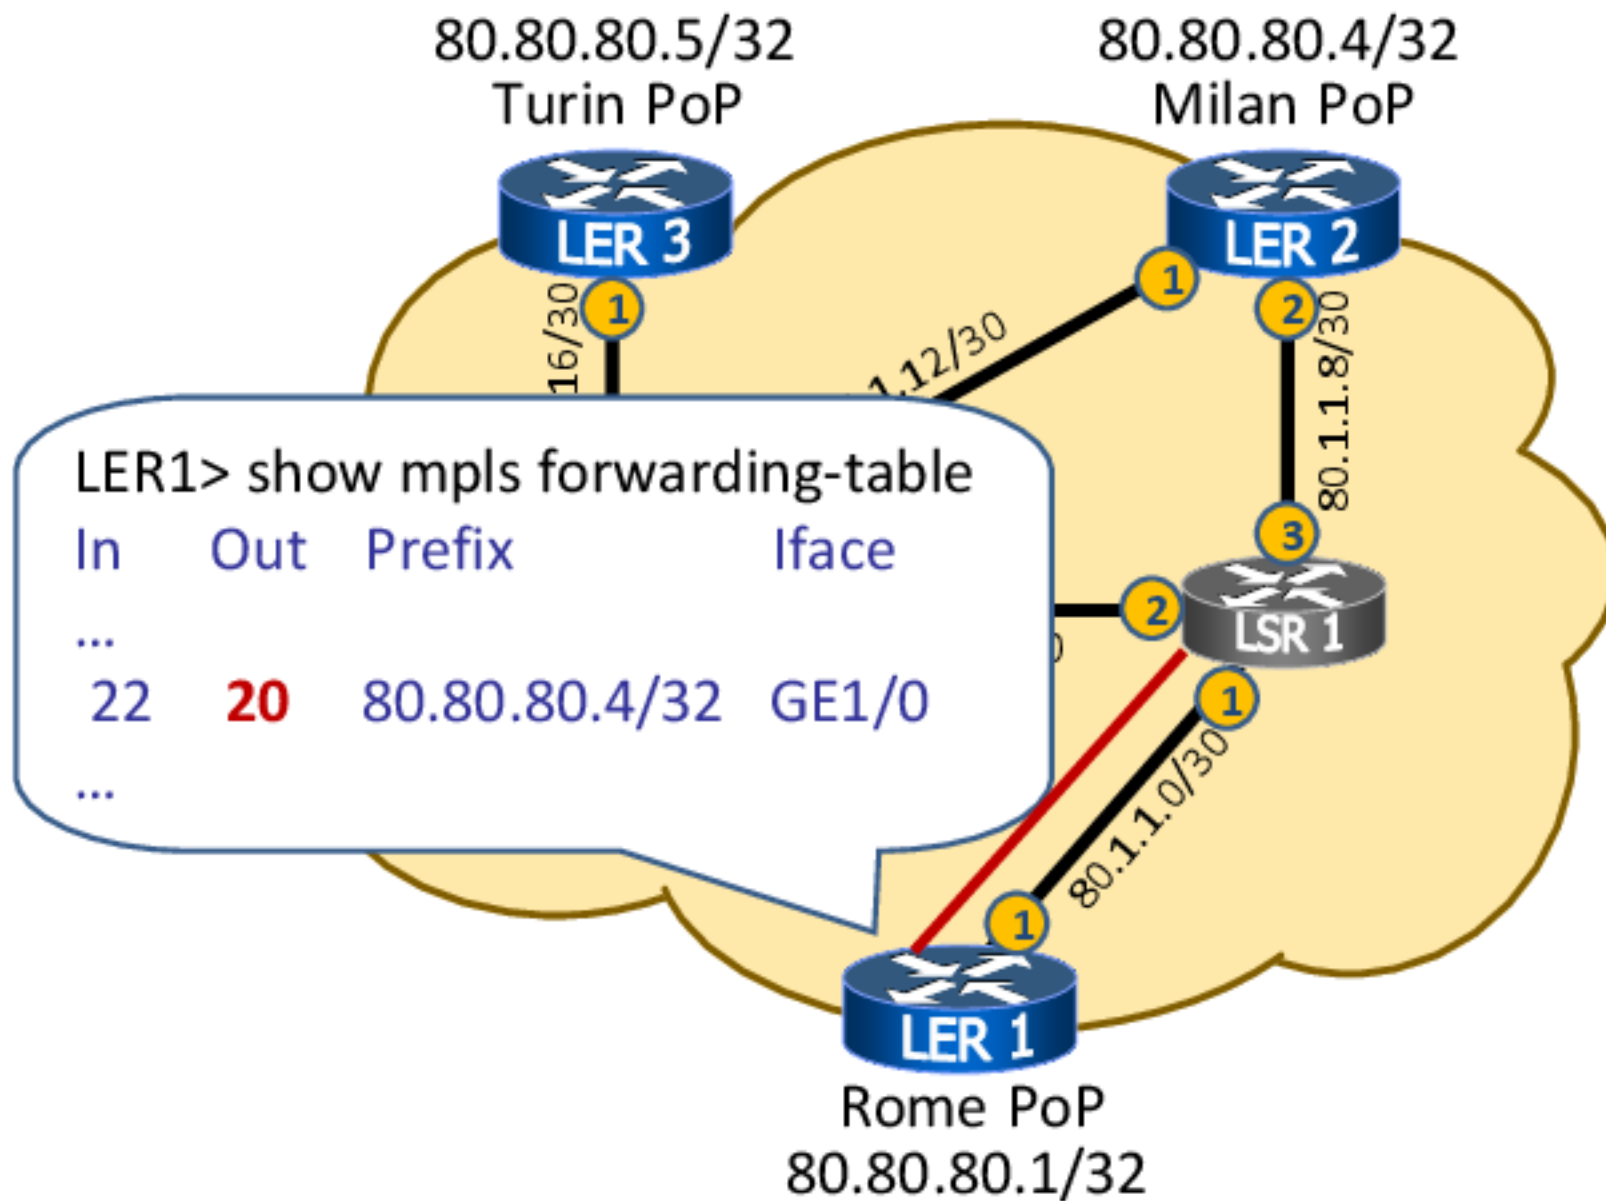 80.80.80.5/32
Turin PoP
80.80.80.4/32
Milan PoP
LER 3
LER 2
1
1
2
16/30
1.12/30
80.1.1.8/30
LER1> show mpls forwarding-table
In Out Prefix Iface
...
22 20 80.80.80.4/32 GE1/0
...
3
2
LSR 1
0
1
80.1.1.0/30
1
LER 1
Rome PoP
80.80.80.1/32